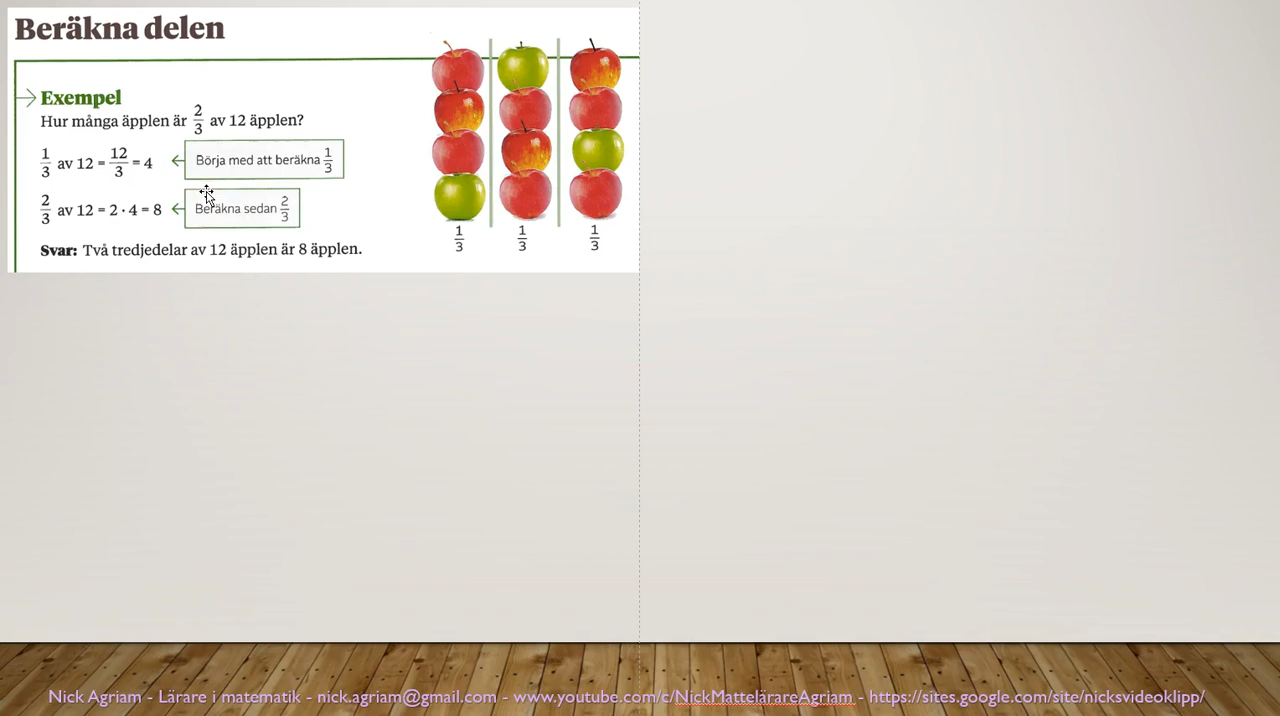 Beräkna delen
Exempel
Hur många äpplen är 2/3 av 12 äpplen?
1/3 av 12 = 12/3 = 4 ← Börja med att beräkna 1/3
2/3 av 12 = 2 · 4 = 8 ← Beräkna sedan 2/3
Svar: Två tredjedelar av 12 äpplen är 8 äpplen.
1/3 1/3 1/3
Nick Agriam - Lärare i matematik - nick.agriam@gmail.com - www.youtube.com/c/NickMattelärareAgriam - https://sites.google.com/site/nicksvideoklipp/